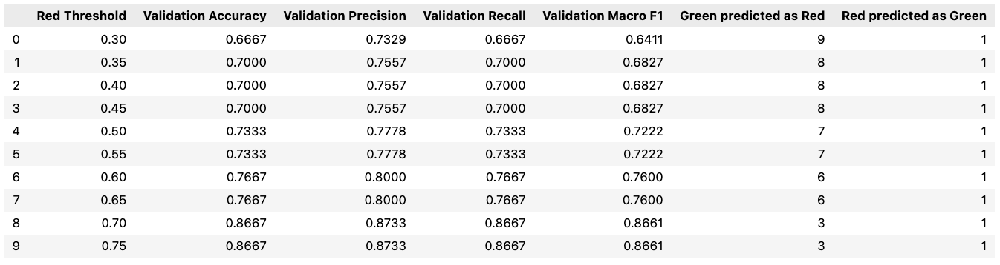 Red Threshold Validation Accuracy Validation Precision Validation Recall Validation Macro F1 Green predicted as Red Red predicted as Green
0 0.30 0.6667 0.7329 0.6667 0.6411 9 1
1 0.35 0.7000 0.7557 0.7000 0.6827 8 1
2 0.40 0.7000 0.7557 0.7000 0.6827 8 1
3 0.45 0.7000 0.7557 0.7000 0.6827 8 1
4 0.50 0.7333 0.7778 0.7333 0.7222 7 1
5 0.55 0.7333 0.7778 0.7333 0.7222 7 1
6 0.60 0.7667 0.8000 0.7667 0.7600 6 1
7 0.65 0.7667 0.8000 0.7667 0.7600 6 1
8 0.70 0.8667 0.8733 0.8667 0.8661 3 1
9 0.75 0.8667 0.8733 0.8667 0.8661 3 1